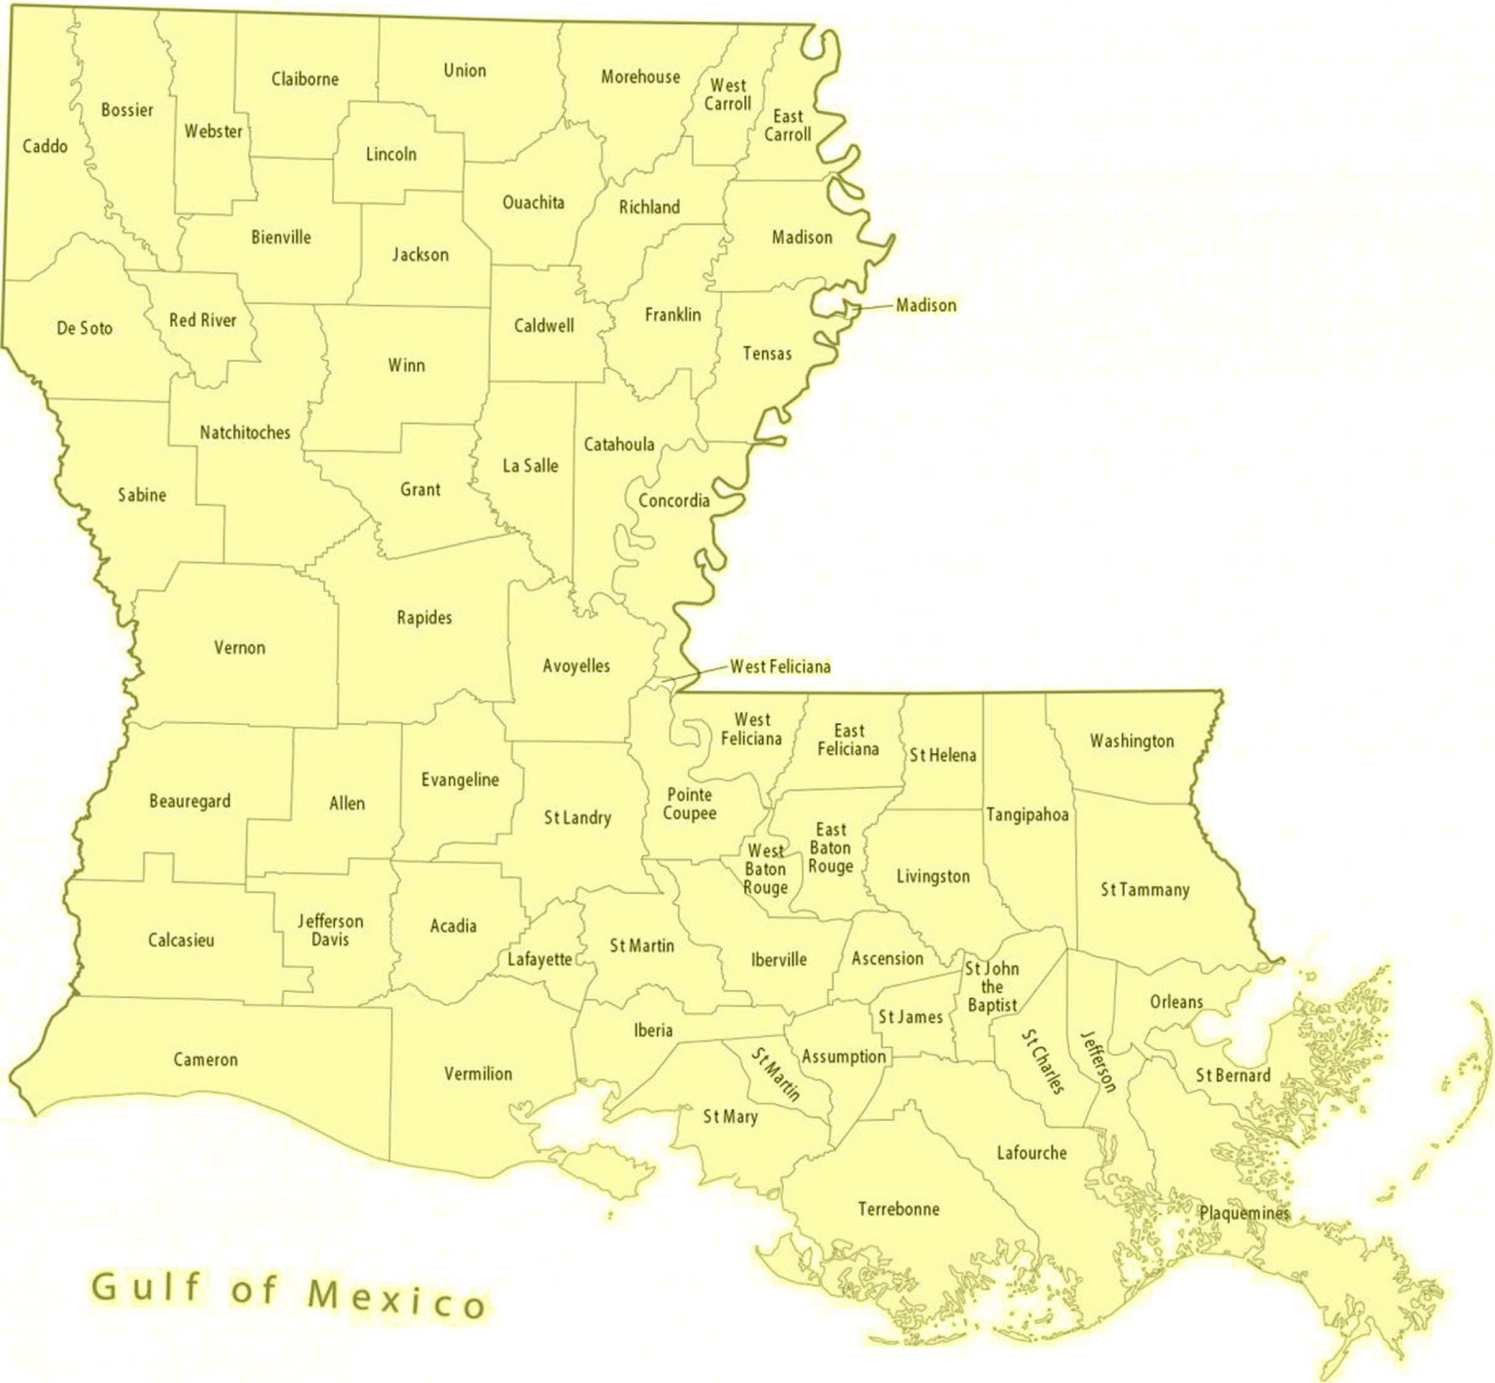 Claiborne
Union
Morehouse
West
Carroll
Bossier
East
Carroll
Webster
Caddo
Lincoln
Ouachita
Richland
Bienville
Madison
Jackson
Madison
Red River
Franklin
De Soto
Caldwell
Tensas
Winn
Natchitoches
Catahoula
La Salle
Grant
Sabine
Concordia
Rapides
Vernon
Avoyelles
West Feliciana
West
Feliciana
East
Feliciana
Washington
St Helena
Evangeline
Beauregard
Allen
Pointe
Coupee
St Landry
Tangipahoa
East
Baton
Rouge
West
Baton
Rouge
Livingston
St Tammany
Jefferson
Davis
Acadia
Calcasieu
St Martin
Lafayette
Iberville
Ascension
St John
the
Baptist
Orleans
St James
Iberia
Assumption
Cameron
St Charles
Jefferson
Vermilion
St Martin
St Bernard
St Mary
Lafourche
Terrebonne
Plaquemines
Gulf of Mexico